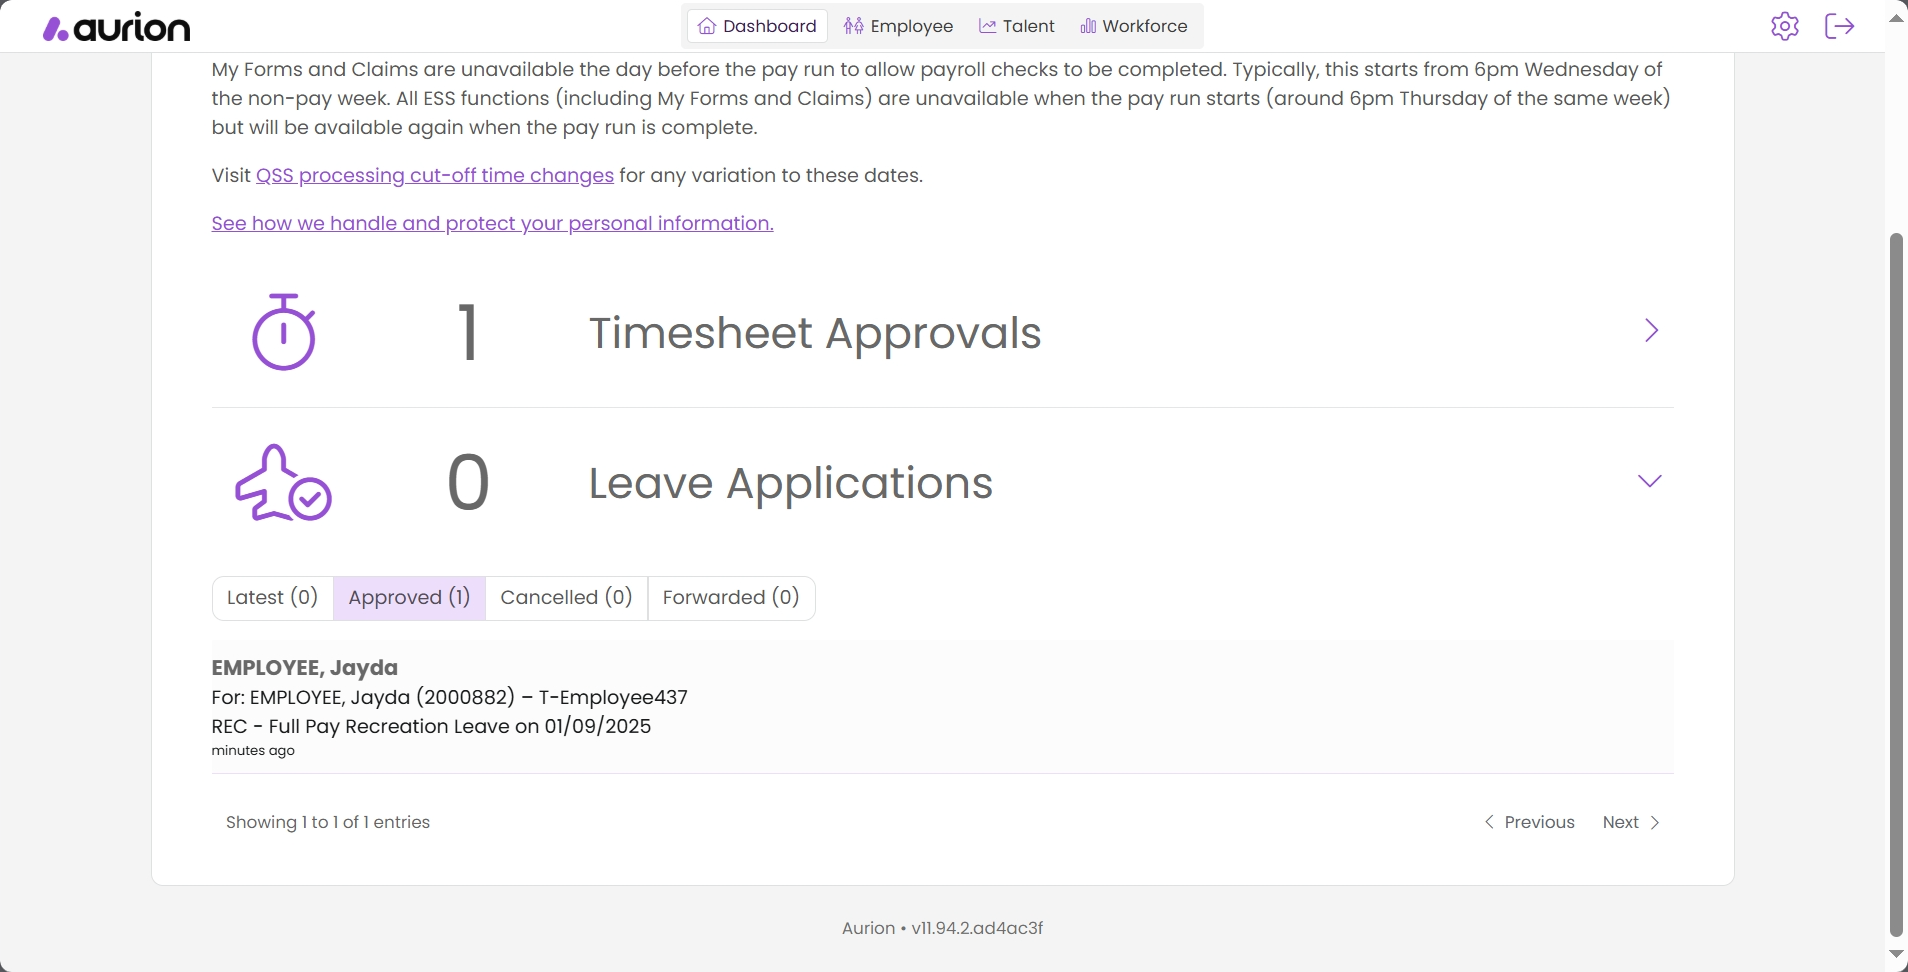 aurion
Dashboard
Employee
Talent
Workforce
My Forms and Claims are unavailable the day before the pay run to allow payroll checks to be completed. Typically, this starts from 6pm Wednesday of
the non-pay week. All ESS functions (including My Forms and Claims) are unavailable when the pay run starts (around 6pm Thursday of the same week)
but will be available again when the pay run is complete.
Visit QSS processing cut-off time changes for any variation to these dates.
See how we handle and protect your personal information.
1 Timesheet Approvals
0 Leave Applications
Latest (0)
Approved (1)
Cancelled (0)
Forwarded (0)
EMPLOYEE, Jayda
For: EMPLOYEE, Jayda (2000882) – T-Employee437
REC - Full Pay Recreation Leave on 01/09/2025
minutes ago
Showing 1 to 1 of 1 entries
Previous
Next
Aurion • v11.94.2.ad4ac3f